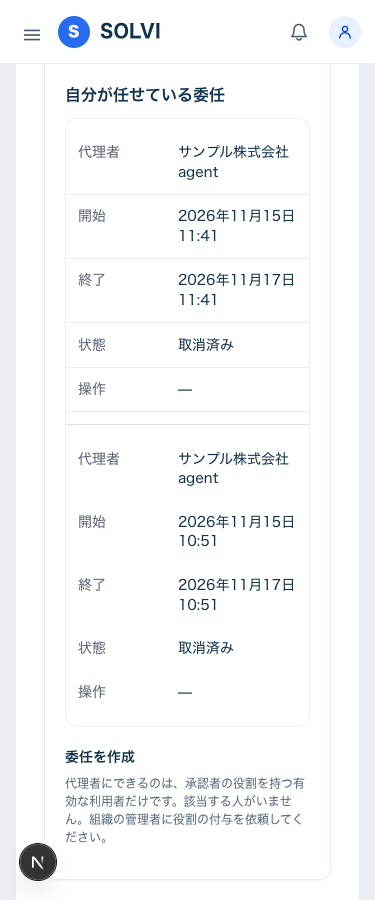 S SOLVI
自分が任せている委任
代理者 サンプル株式会社
agent
開始 2026年11月15日
11:41
終了 2026年11月17日
11:41
状態 取消済み
操作 —
代理者 サンプル株式会社
agent
開始 2026年11月15日
10:51
終了 2026年11月17日
10:51
状態 取消済み
操作 —
委任を作成
代理者にできるのは、承認者の役割を持つ有
効な利用者だけです。該当する人がいませ
ん。組織の管理者に役割の付与を依頼してく
ださい。
N